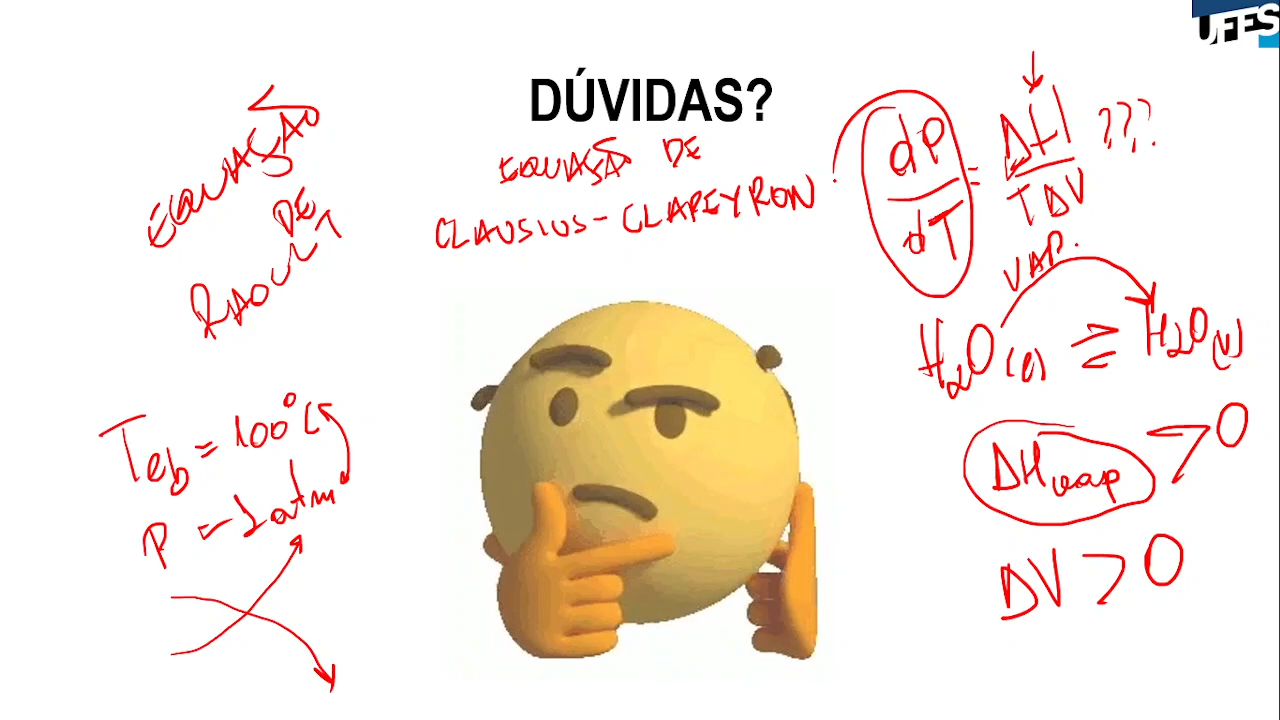 UFES
DÚVIDAS?
EQUAÇÃO DE
CLAUSIUS-CLAPEYRON
EQUAÇÃO
DE
RAOULT
dP/dT = ΔH/TΔV ???
VAP.
H₂O(l) ⇌ H₂O(v)
ΔHvap > 0
ΔV > 0
Teb = 100°C
P = 1 atm